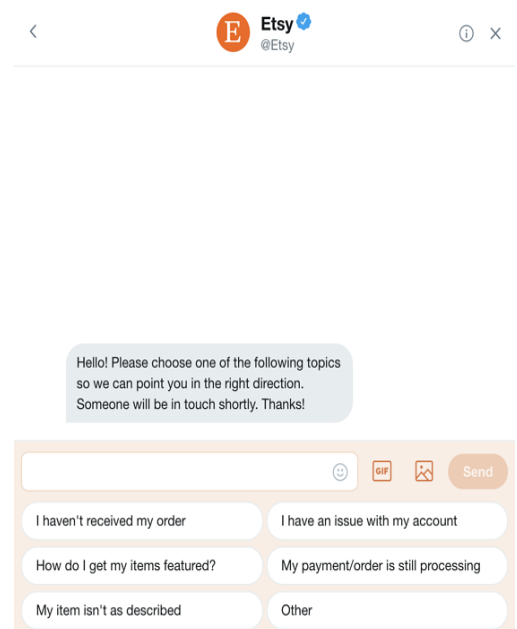 E
Etsy
@Etsy
Hello! Please choose one of the following topics
so we can point you in the right direction.
Someone will be in touch shortly. Thanks!
GIF
Send
I haven't received my order
I have an issue with my account
How do I get my items featured?
My payment/order is still processing
My item isn't as described
Other